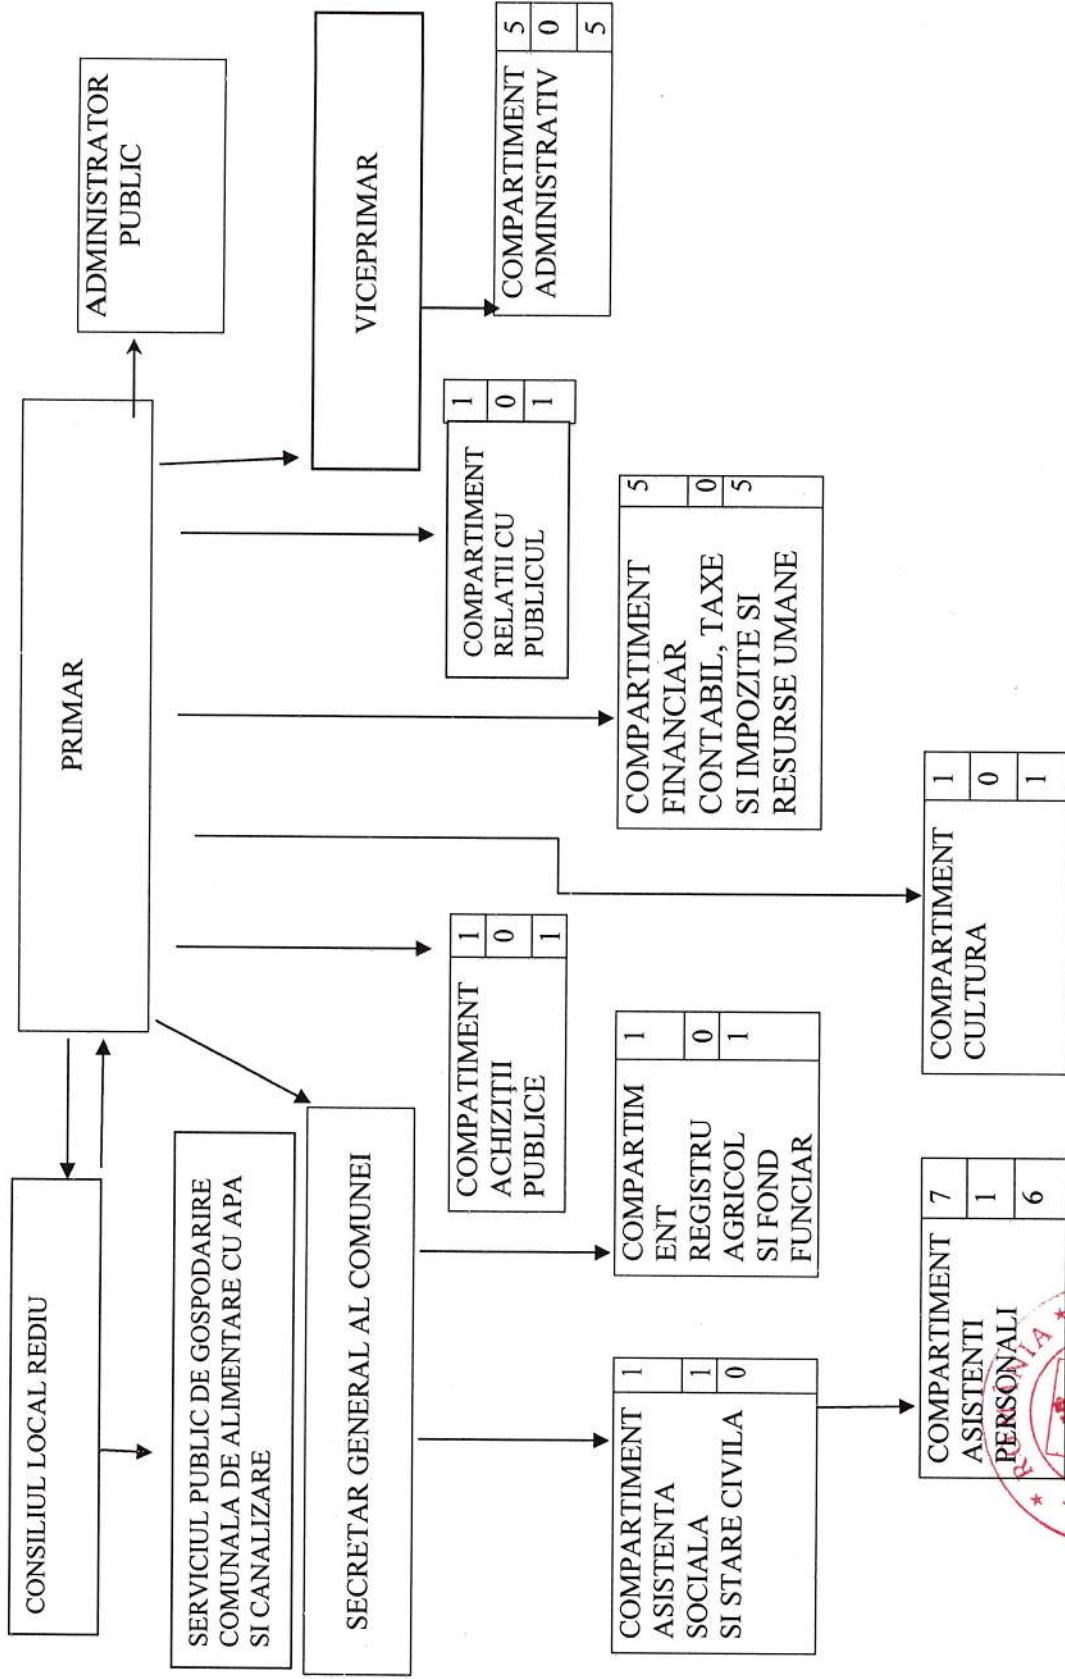 CONSILIUL LOCAL REDIU
PRIMAR
ADMINISTRATOR
PUBLIC
SERVICIUL PUBLIC DE GOSPODARIRE
COMUNALA DE ALIMENTARE CU APA
SI CANALIZARE
SECRETAR GENERAL AL COMUNEI
VICEPRIMAR
COMPATIMENT
ACHIZIȚII
PUBLICE
1
0
1
COMPARTIMENT
RELATII CU
PUBLICUL
1
0
1
COMPARTIMENT
ADMINISTRATIV
5
0
5
COMPARTIMENT
ASISTENTA
SOCIALA
SI STARE CIVILA
1
1
0
COMPARTIM
ENT
REGISTRU
AGRICOL
SI FOND
FUNCIAR
1
0
1
COMPARTIMENT
FINANCIAR
CONTABIL, TAXE
SI IMPOZITE SI
RESURSE UMANE
5
0
5
COMPARTIMENT
ASISTENTI
PERSONALI
7
1
6
COMPARTIMENT
CULTURA
1
0
1
ROMÂNIA